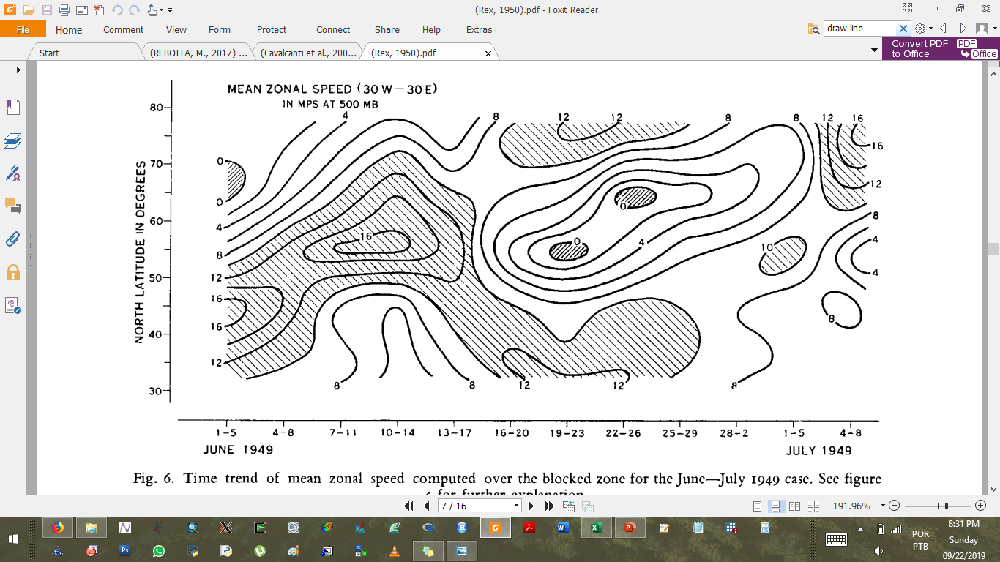 (Rex, 1950).pdf - Foxit Reader
File Home Comment View Form Protect Connect Share Help Extras
draw line
Start (REBOITA, M., 2017) ... (Cavalcanti et al., 200... (Rex, 1950).pdf
Convert PDF to Office PDF Office
MEAN ZONAL SPEED (30 W – 30 E)
IN MPS AT 500 MB
NORTH LATITUDE IN DEGREES
80
70
60
50
40
30
4 8 12 12 8 8 12 16
0 16
0 0 12
4 8
16 0 4 4
8 10
12 4
16
16 8
12
8 8 12 12 8
1–5 4–8 7–11 10–14 13–17 16–20 19–23 22–26 25–29 28–2 1–5 4–8
JUNE 1949 JULY 1949
Fig. 6. Time trend of mean zonal speed computed over the blocked zone for the June—July 1949 case. See figure
5 for further explanation
7 / 16
191.96%
POR
PTB
8:31 PM
Sunday
09/22/2019